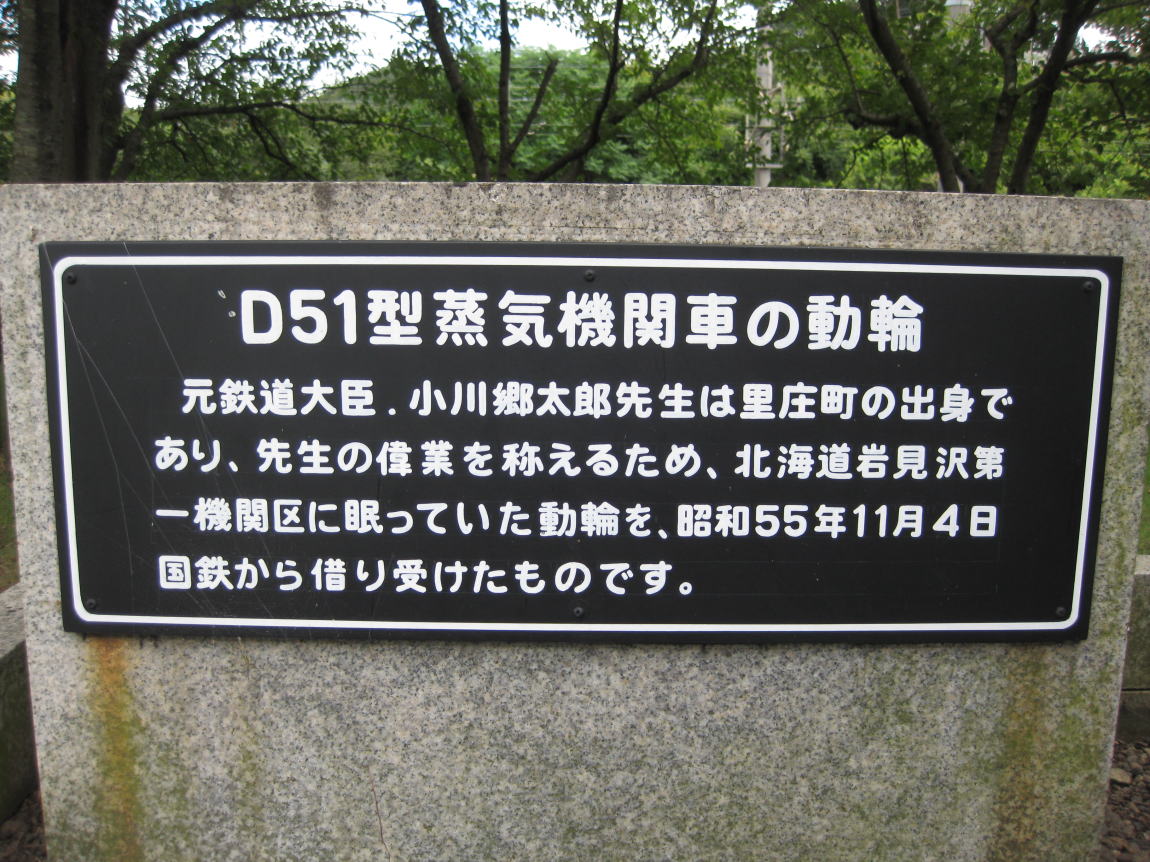 D51型蒸気機関車の動輪
元鉄道大臣．小川郷太郎先生は里庄町の出身で
あり、先生の偉業を称えるため、北海道岩見沢第
一機関区に眠っていた動輪を、昭和55年11月4日
国鉄から借り受けたものです。